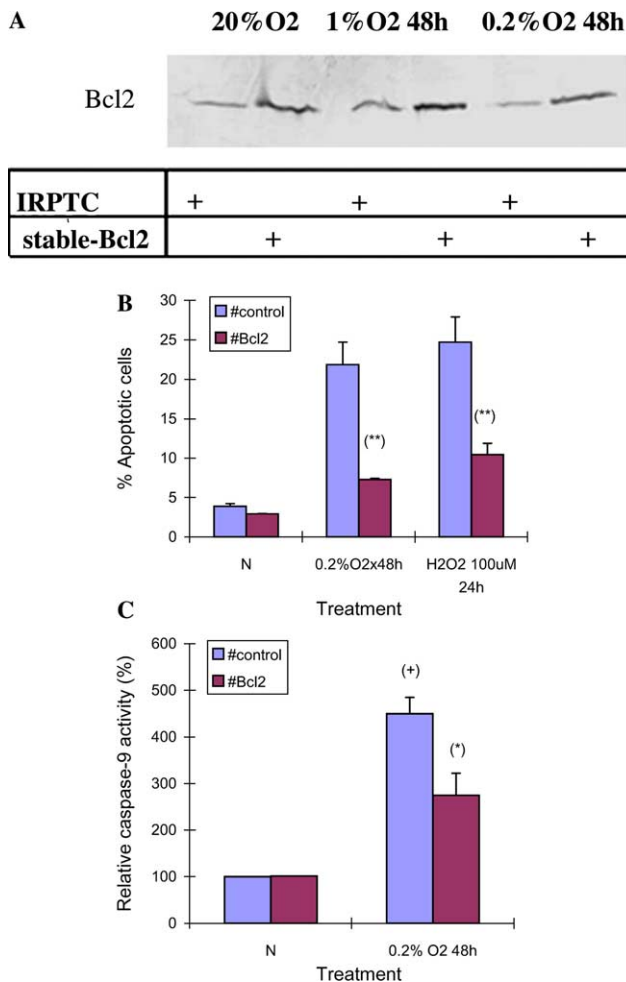 A 20%O2 1%O2 48h 0.2%O2 48h
Bcl2
IRPTC + + +
stable-Bcl2 + + +
B
#control
#Bcl2
% Apoptotic cells
30
25
20
15
10
5
0
(**)
(**)
N 0.2%O2x48h H2O2 100uM
24h
Treatment
C
#control
#Bcl2
Relative caspase-9 activity (%)
600
500
400
300
200
100
0
(+)
(*)
N 0.2% O2 48h
Treatment